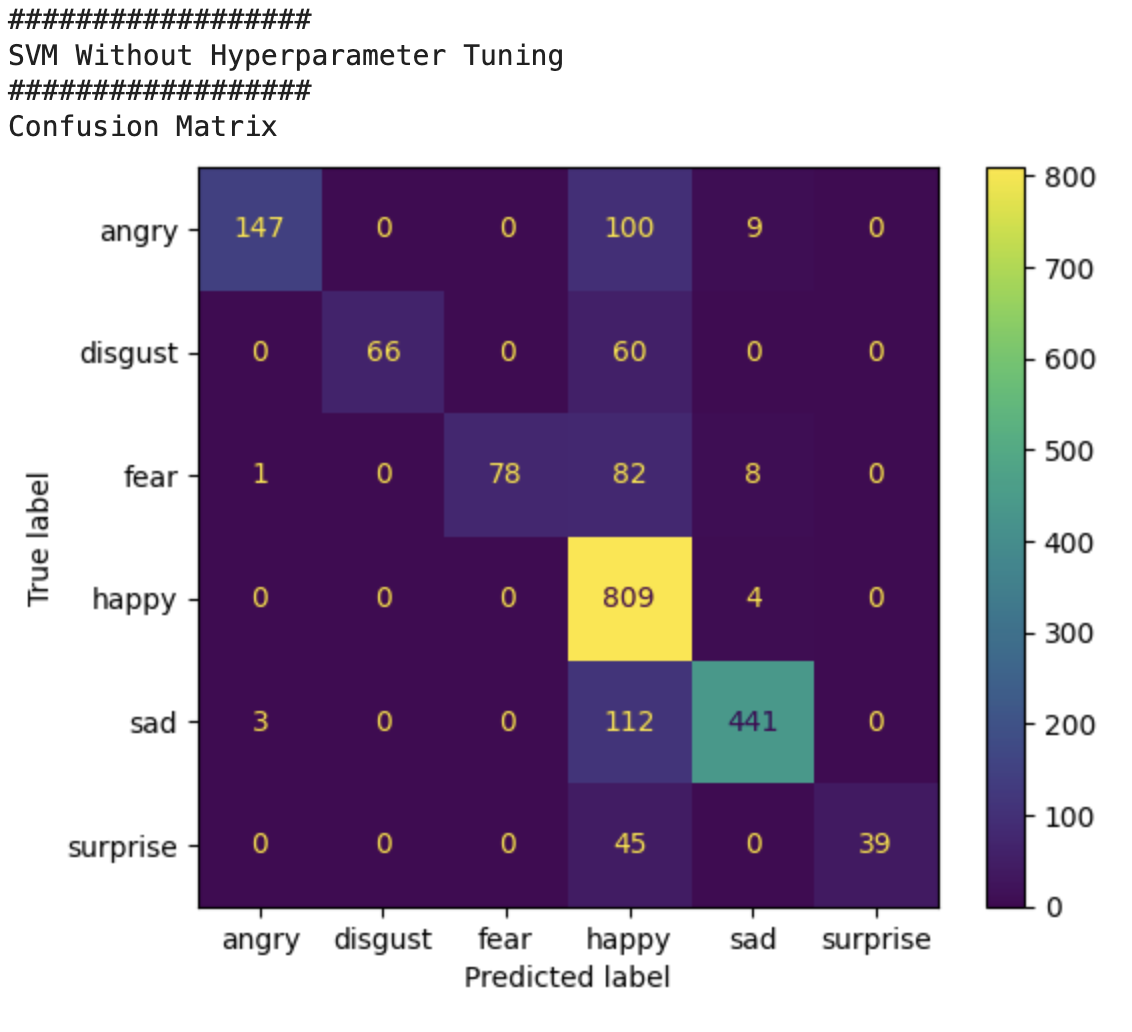 ##################
SVM Without Hyperparameter Tuning
##################
Confusion Matrix
angry 147 0 0 100 9 0
disgust 0 66 0 60 0 0
fear 1 0 78 82 8 0
happy 0 0 0 809 4 0
sad 3 0 0 112 441 0
surprise 0 0 0 45 0 39
angry disgust fear happy sad surprise
Predicted label
True label
800
700
600
500
400
300
200
100
0